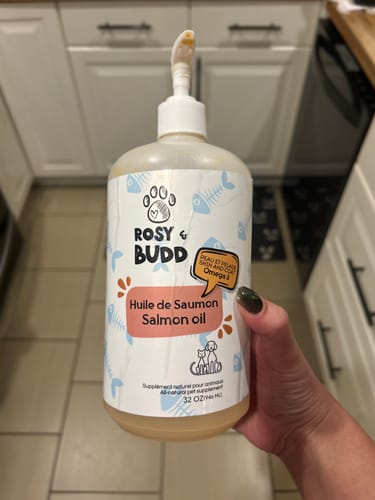 ROSY &
BUDD
PEAU ET PELAGE
SKIN AND COAT
Omega 3
Huile de Saumon
Salmon oil
Supplément naturel pour animaux
All-natural pet supplement
32 OZ/946 ML